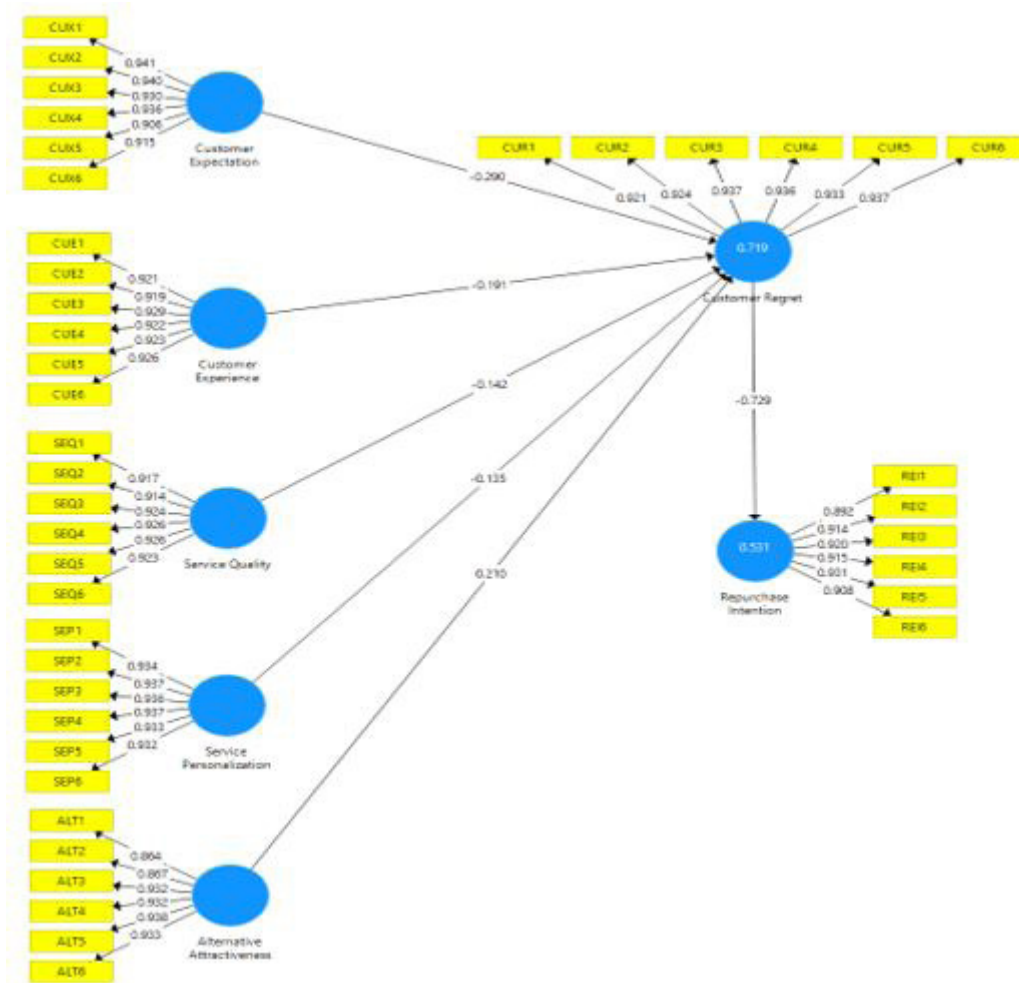 CUX1
CUX2
CUX3
CUX4
CUX5
CUX6
0.941
0.940
0.930
0.936
0.906
0.915
Customer
Expectation
-0.290
CUR1
CUR2
CUR3
CUR4
CUR5
CUR6
0.921
0.924
0.937
0.936
0.933
0.937
0.719
Customer Regret
CUE1
CUE2
CUE3
CUE4
CUE5
CUE6
0.921
0.919
0.929
0.922
0.923
0.926
Customer
Experience
-0.191
SEQ1
SEQ2
SEQ3
SEQ4
SEQ5
SEQ6
0.917
0.914
0.924
0.926
0.926
0.923
Service Quality
-0.142
-0.729
SEP1
SEP2
SEP3
SEP4
SEP5
SEP6
0.934
0.937
0.936
0.937
0.933
0.932
Service
Personalization
-0.135
REI1
REI2
REI3
REI4
REI5
REI6
0.892
0.914
0.920
0.915
0.908
0.531
Repurchase
Intention
ALT1
ALT2
ALT3
ALT4
ALT5
ALT6
0.864
0.867
0.932
0.932
0.938
0.933
Alternative
Attractiveness
0.210